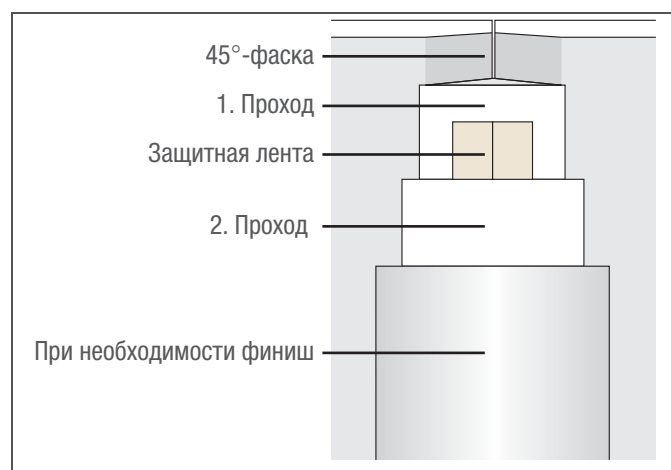 45°-фаска
1. Проход
Защитная лента
2. Проход
При необходимости финиш